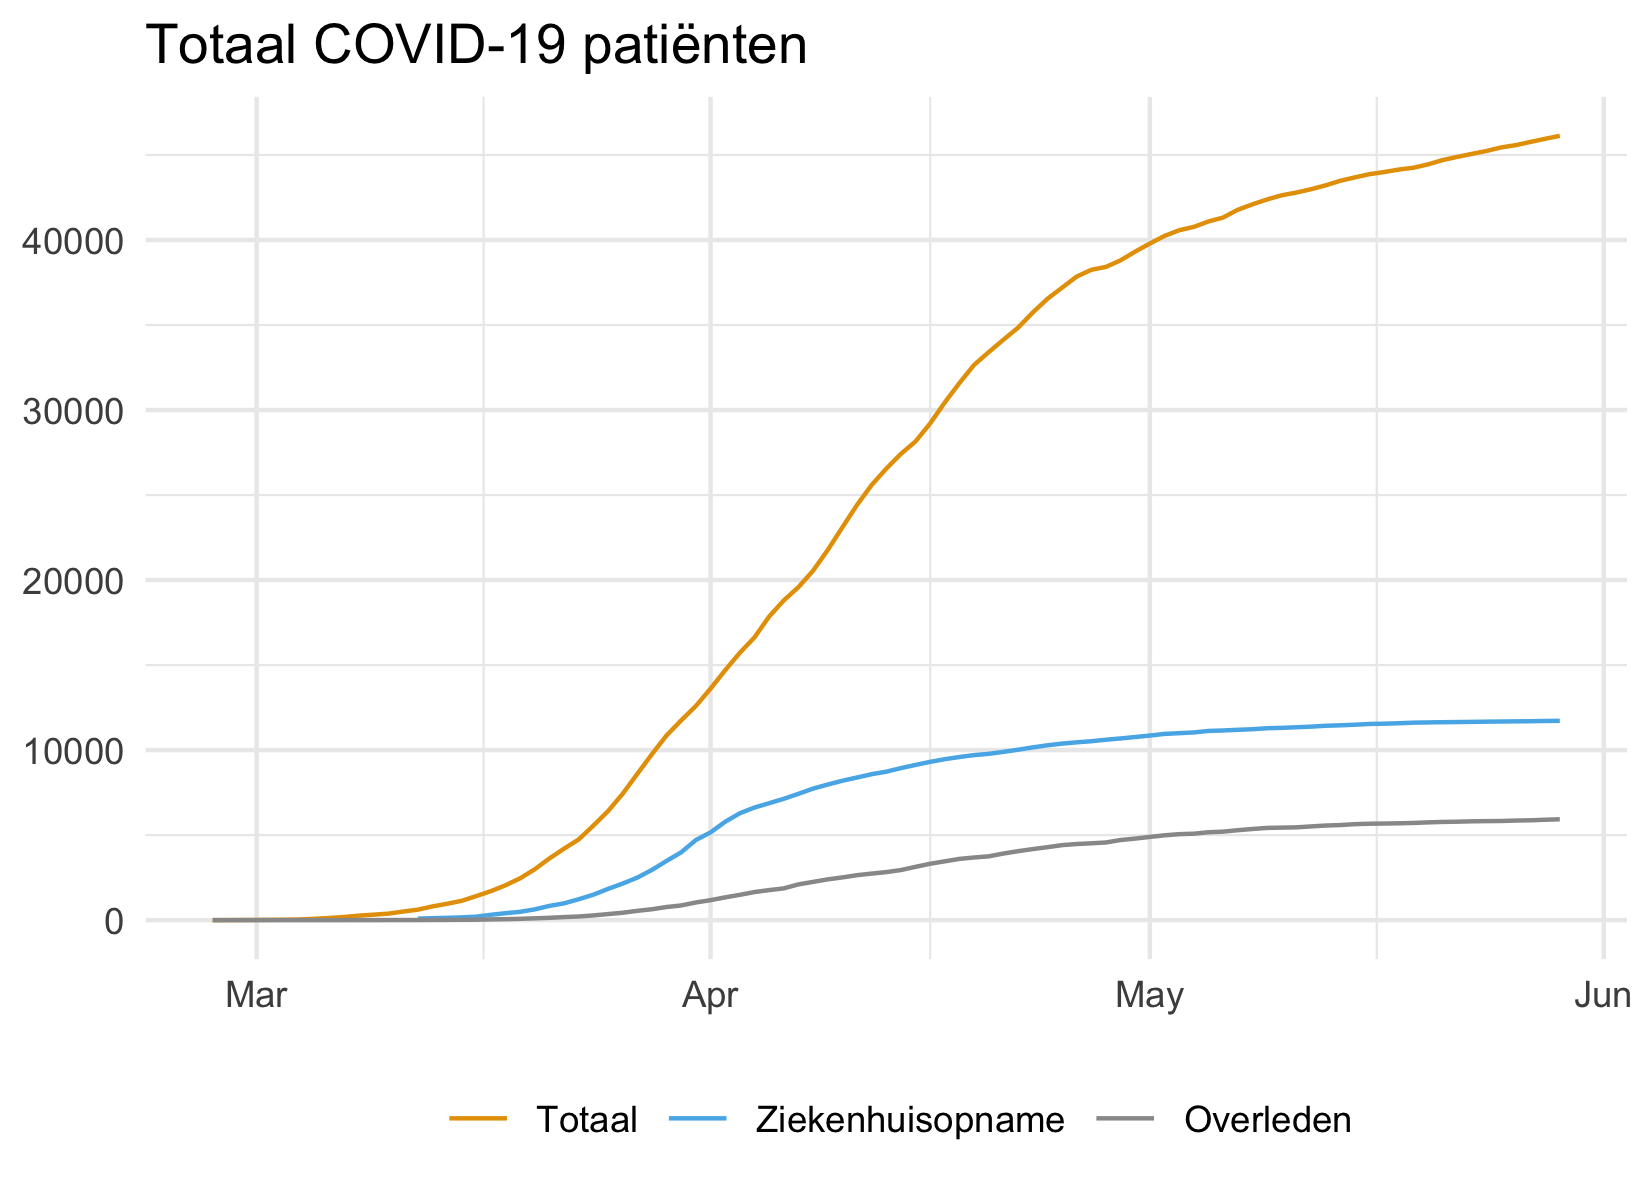 Totaal COVID-19 patiënten
40000
30000
20000
10000
0
Mar Apr May Jun
Totaal Ziekenhuisopname Overleden